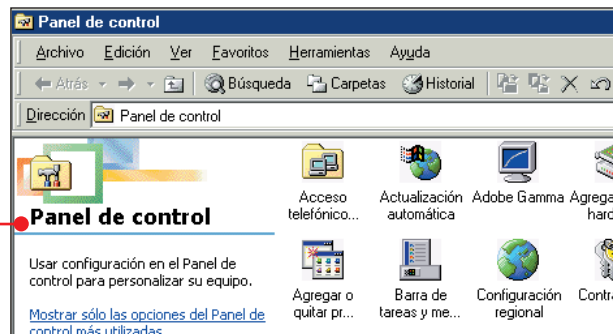 Panel de control
Archivo Edición Ver Favoritos Herramientas Ayuda
Atrás Búsqueda Carpetas Historial
Dirección Panel de control
Panel de control
Usar configuración en el Panel de
control para personalizar su equipo.
Mostrar sólo las opciones del Panel de
control más utilizadas
Acceso
telefónico...
Actualización
automática
Adobe Gamma
Agrega
hard
Agregar o
quitar pr...
Barra de
tareas y me...
Configuración
regional
Contra